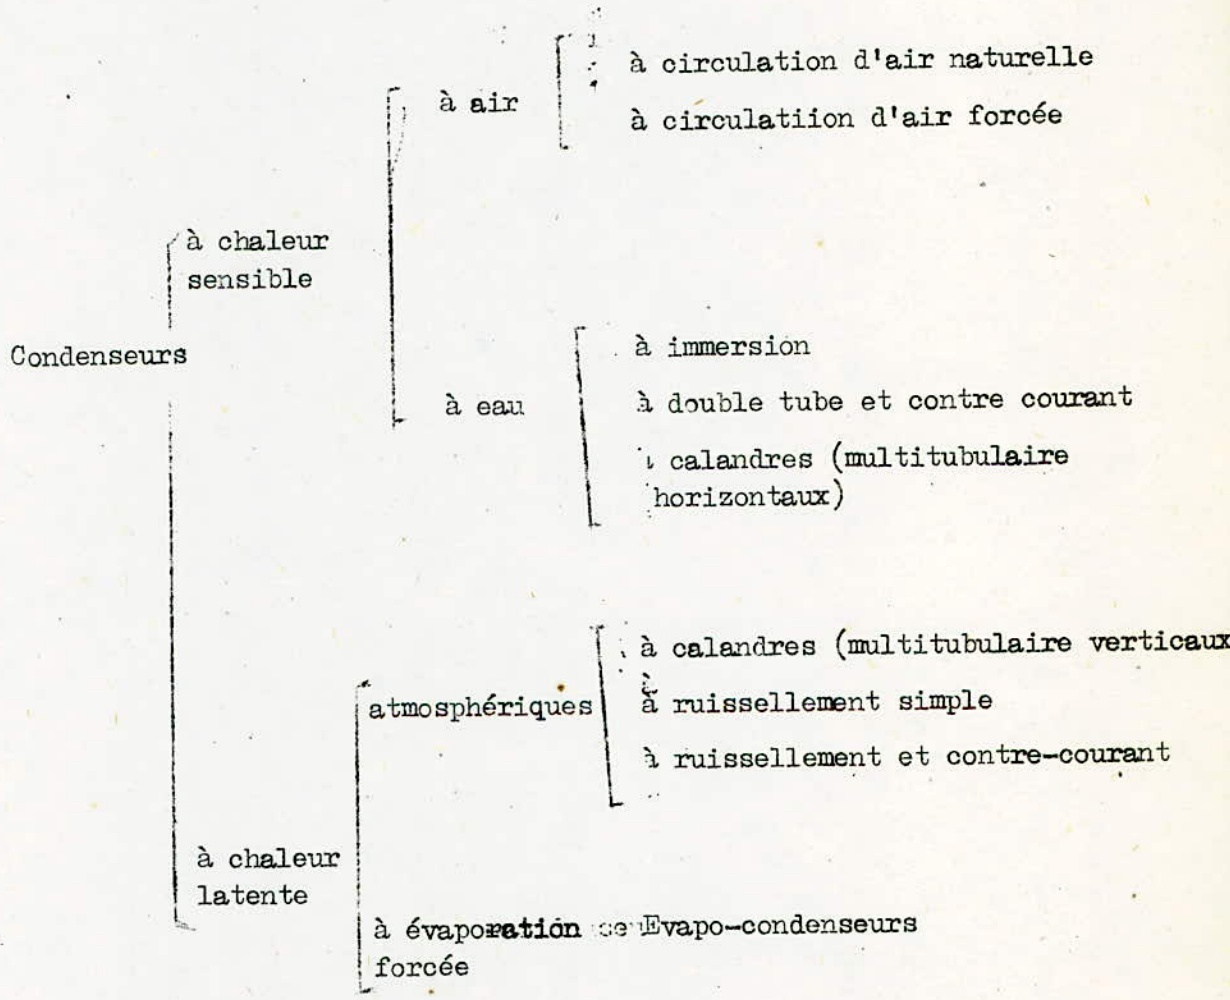 à circulation d'air naturelle
à air
à circulatiion d'air forcée
à chaleur
sensible
Condenseurs
à immersion
à eau
à double tube et contre courant
calandres (multitubulaire
horizontaux)
à calandres (multitubulaire verticaux
atmosphériques
à ruissellement simple
à ruissellement et contre-courant
à chaleur
latente
à évaporation Evapo-condenseurs
forcée